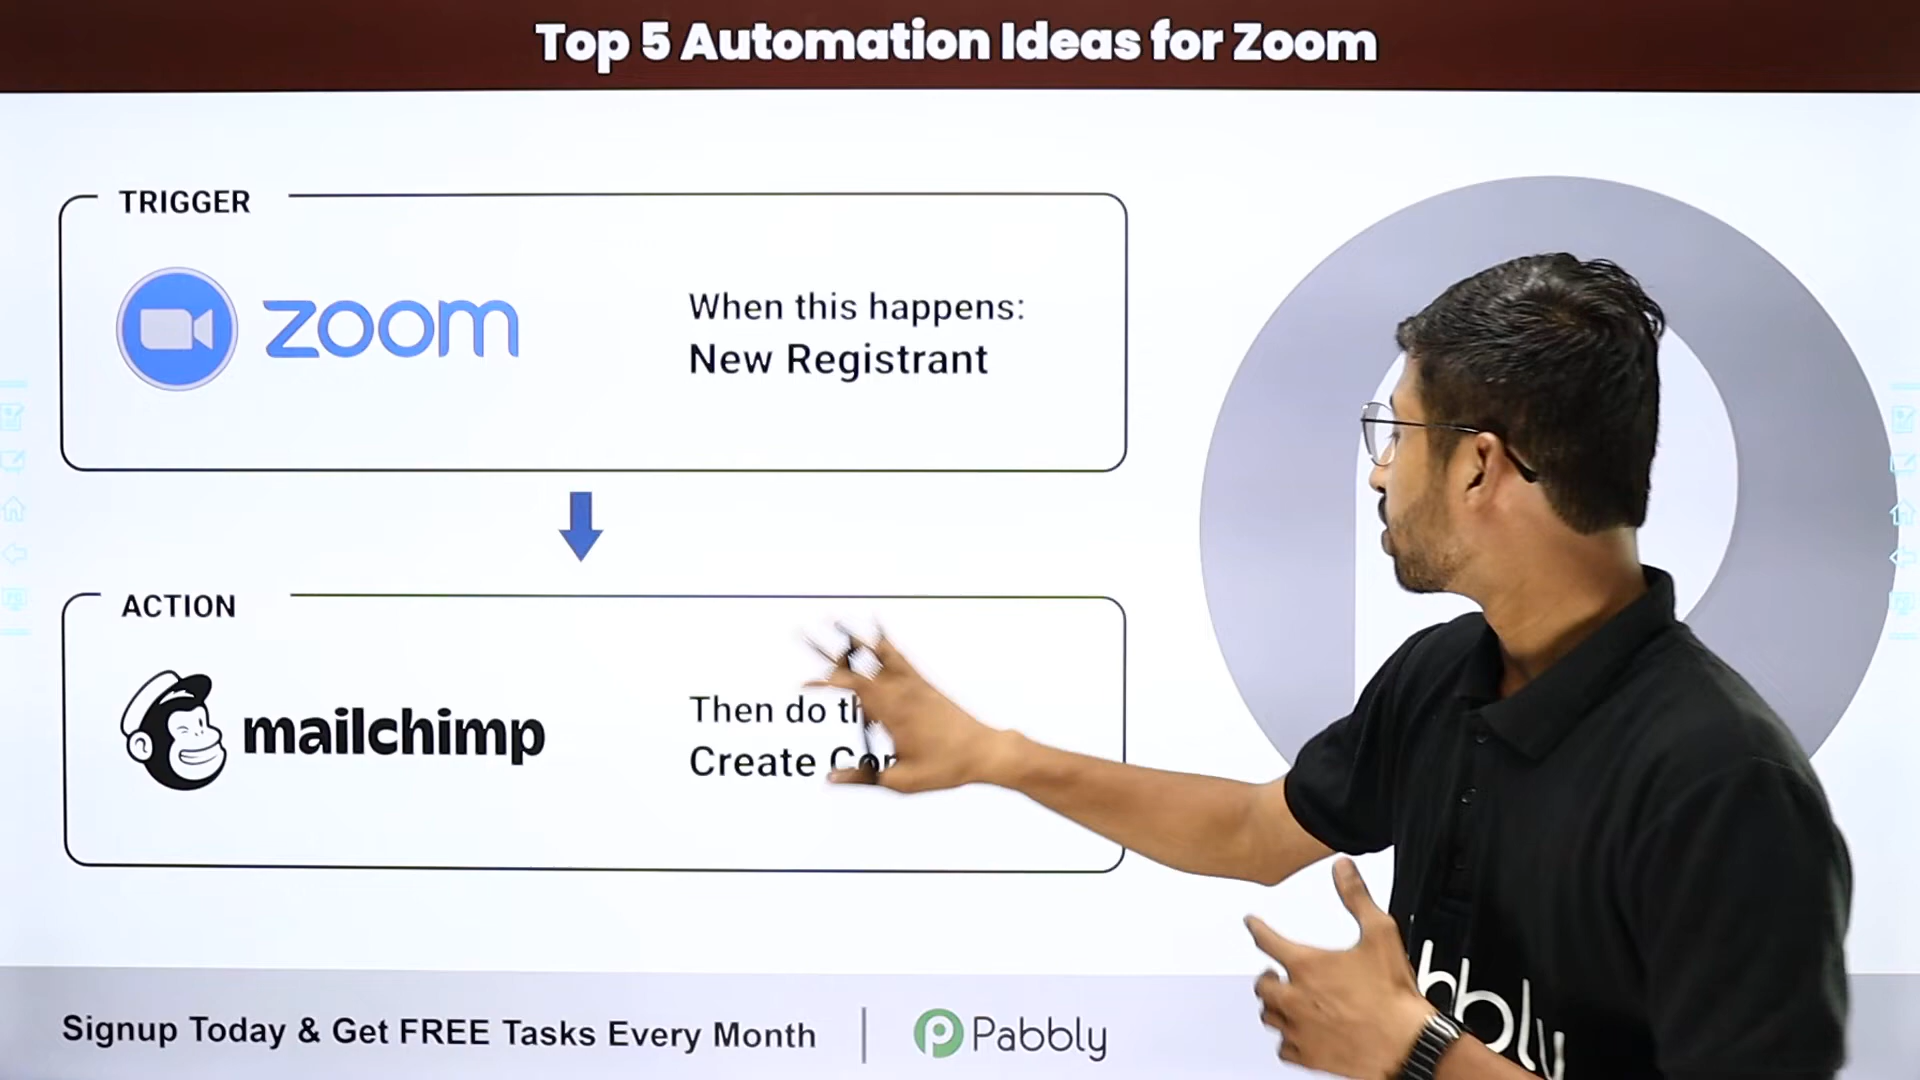 Top 5 Automation Ideas for Zoom
TRIGGER
zoom
When this happens:
New Registrant
ACTION
mailchimp
Then do
Create
Signup Today & Get FREE Tasks Every Month
Pabbly